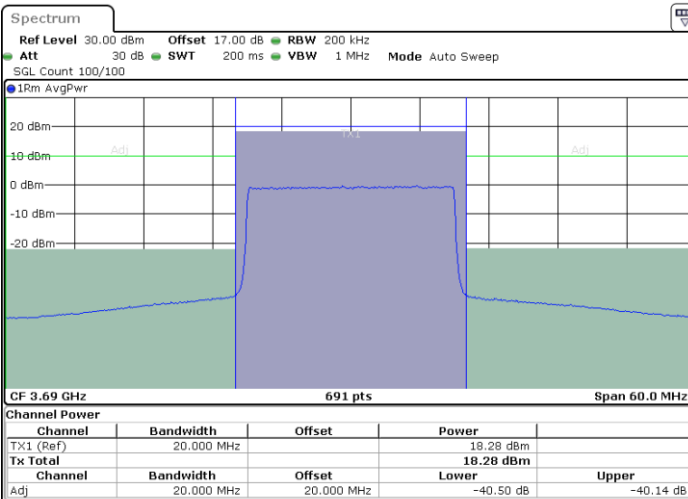 Spectrum
Ref Level 30.00 dBm Offset 17.00 dB RBW 200 kHz
Att 30 dB SWT 200 ms VBW 1 MHz Mode Auto Sweep
SGL Count 100/100
1Rm AvgPwr
20 dBm
TX1
Adj Adj
10 dBm
0 dBm
-10 dBm
-20 dBm
CF 3.69 GHz 691 pts Span 60.0 MHz
Channel Power
Channel Bandwidth Offset Power
TX1 (Ref) 20.000 MHz 18.28 dBm
Tx Total 18.28 dBm
Channel Bandwidth Offset Lower Upper
Adj 20.000 MHz 20.000 MHz -40.50 dB -40.14 dB